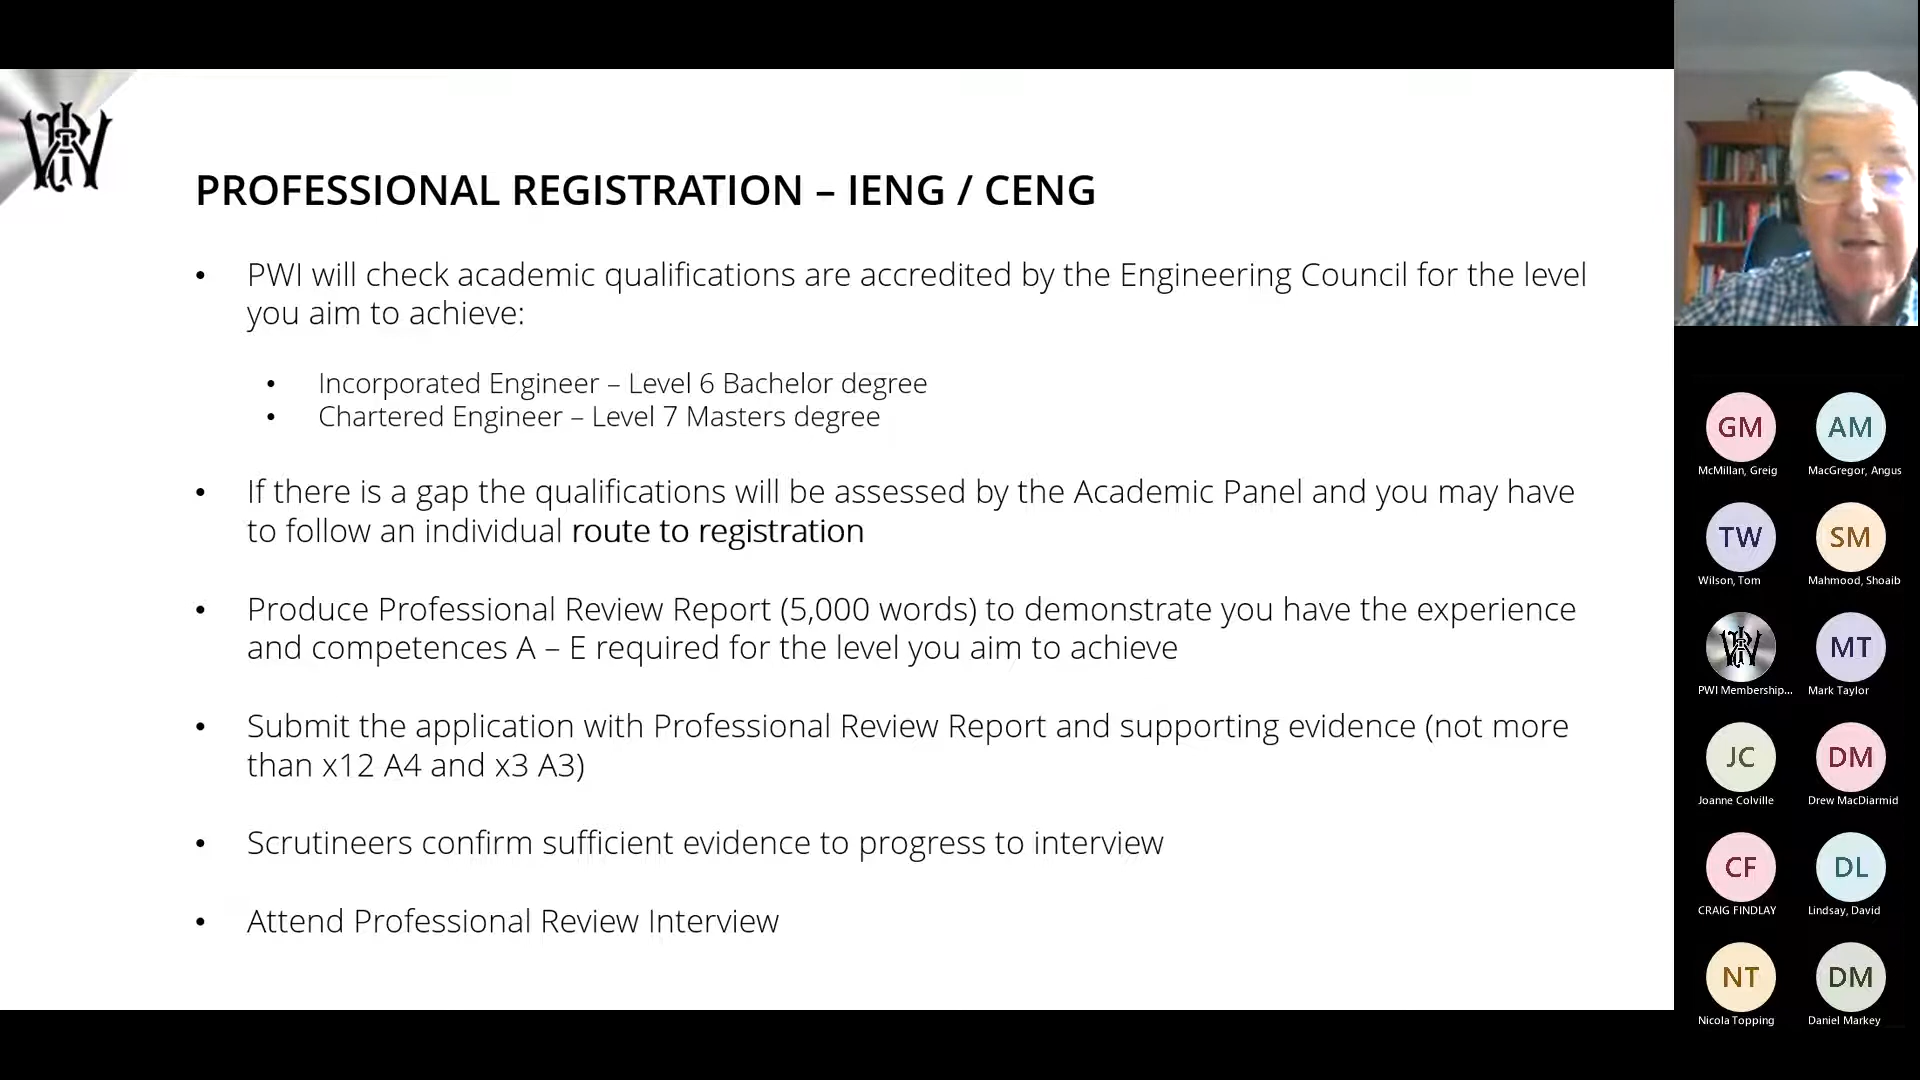 PROFESSIONAL REGISTRATION – IENG / CENG
• PWI will check academic qualifications are accredited by the Engineering Council for the level
you aim to achieve:
• Incorporated Engineer – Level 6 Bachelor degree
• Chartered Engineer – Level 7 Masters degree
• If there is a gap the qualifications will be assessed by the Academic Panel and you may have
to follow an individual route to registration
• Produce Professional Review Report (5,000 words) to demonstrate you have the experience
and competences A – E required for the level you aim to achieve
• Submit the application with Professional Review Report and supporting evidence (not more
than x12 A4 and x3 A3)
• Scrutineers confirm sufficient evidence to progress to interview
• Attend Professional Review Interview
GM AM
McMillan, Greig MacGregor, Angus
TW SM
Wilson, Tom Mahmood, Shoaib
MT
PWI Membership... Mark Taylor
JC DM
Joanne Colville Drew MacDiarmid
CF DL
CRAIG FINDLAY Lindsay, David
NT DM
Nicola Topping Daniel Markey